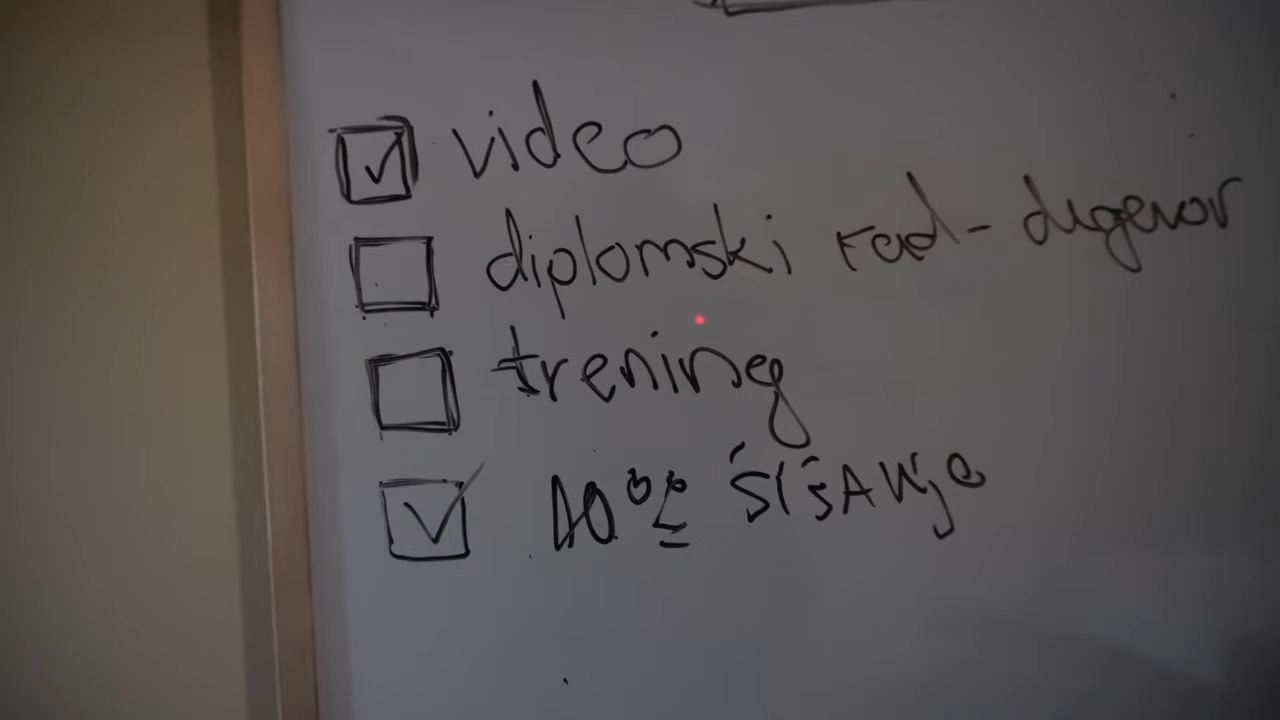 video
diplomski rad - dogovor
trening
šišanje